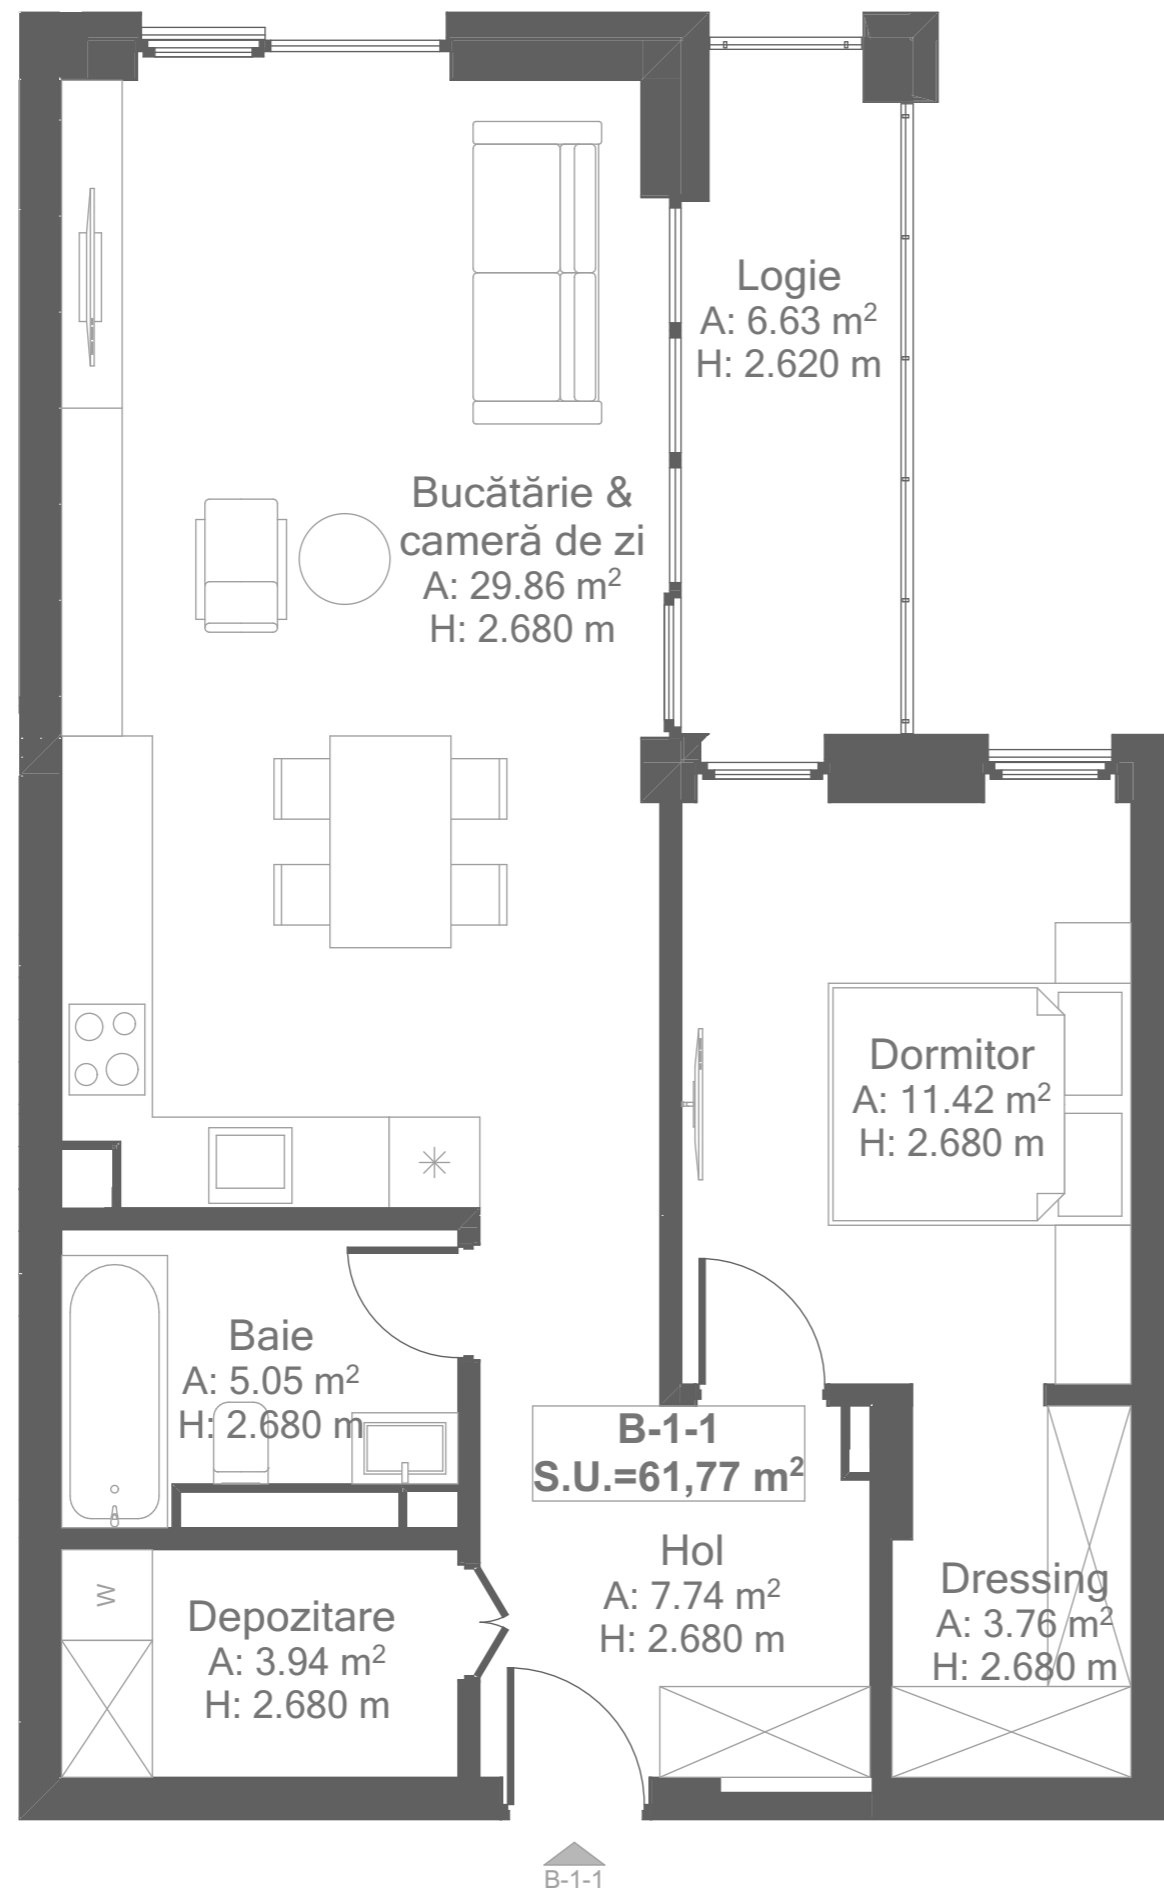 Logie
A: 6.63 m²
H: 2.620 m
Bucătărie &
cameră de zi
A: 29.86 m²
H: 2.680 m
Dormitor
A: 11.42 m²
H: 2.680 m
Baie
A: 5.05 m²
H: 2.680 m
B-1-1
S.U.=61,77 m²
Hol
A: 7.74 m²
H: 2.680 m
Dressing
A: 3.76 m²
H: 2.680 m
W
Depozitare
A: 3.94 m²
H: 2.680 m
B-1-1